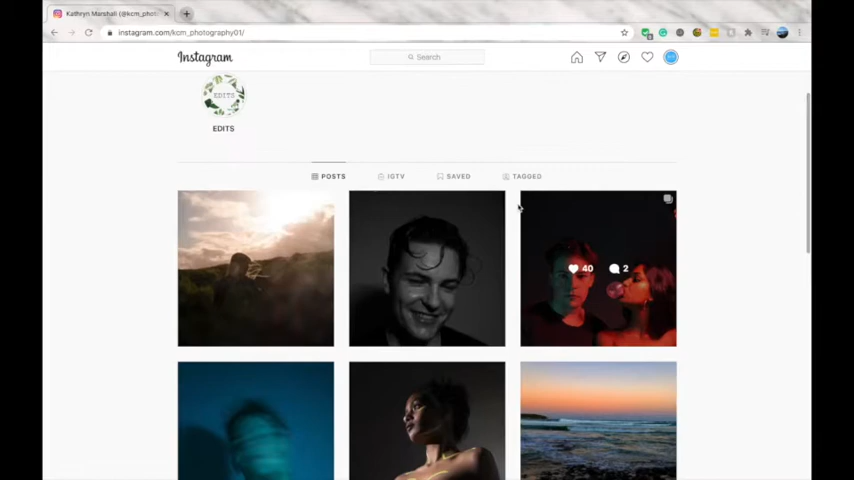 Kathryn Marshall (@kcm_phot
instagram.com/kcm_photography01/
Instagram
Search
EDITS
EDITS
POSTS
IGTV
SAVED
TAGGED
40
2